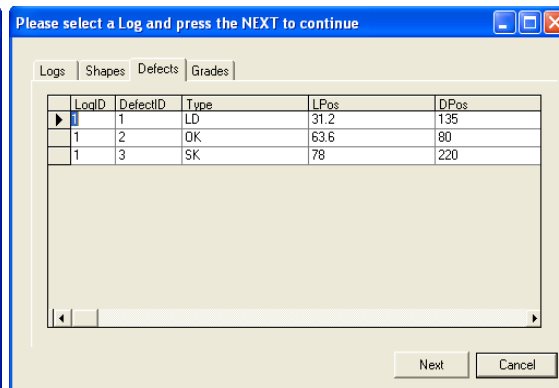 Please select a Log and press the NEXT to continue
Logs Shapes Defects Grades
LogID DefectID Type LPos DPos
1 1 LD 31.2 135
1 2 OK 63.6 80
1 3 SK 78 220
Next Cancel